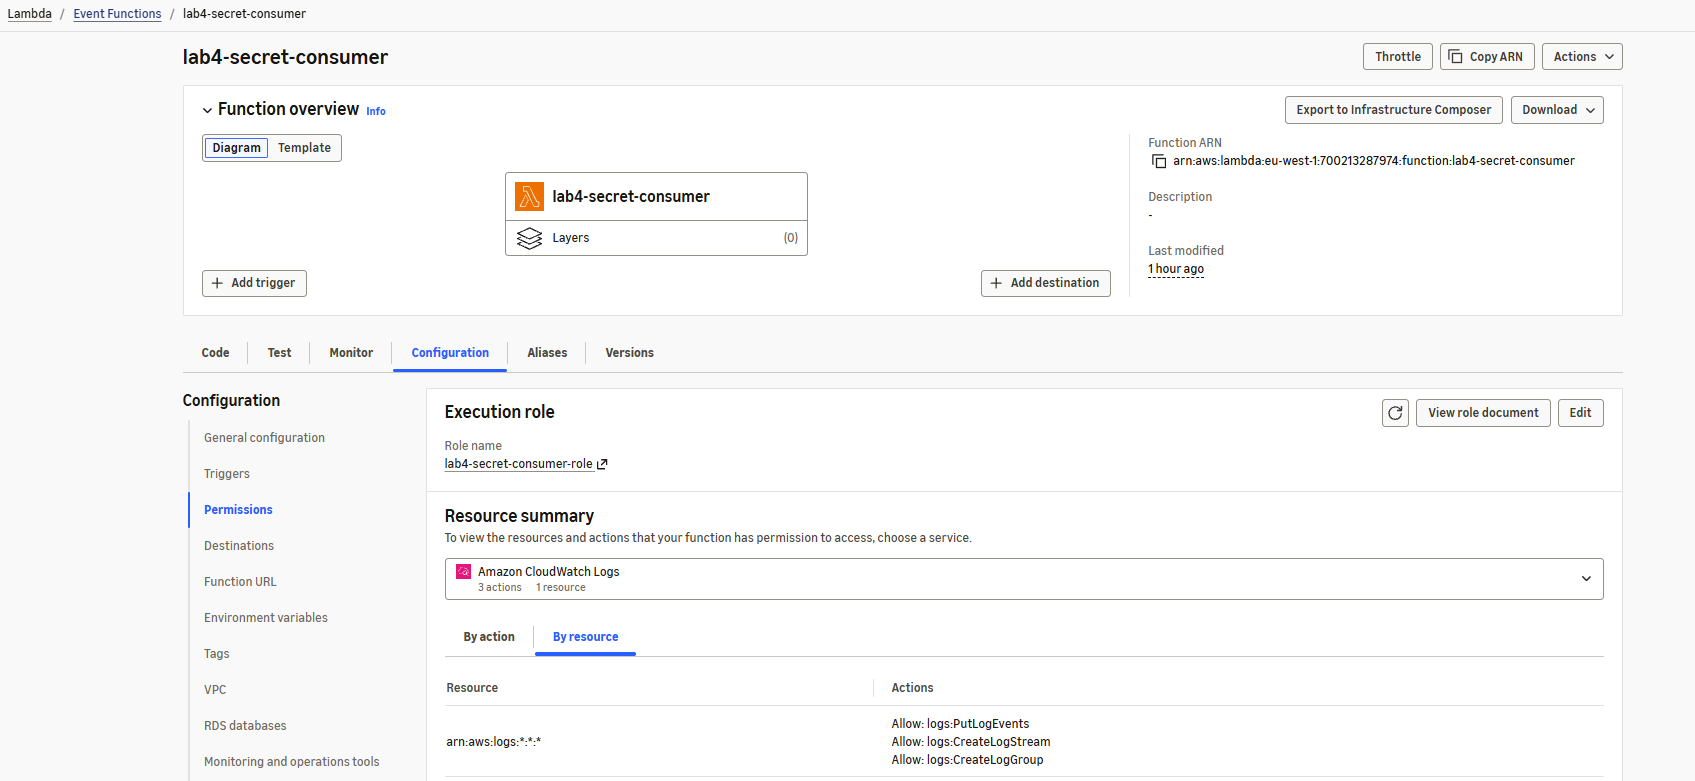 Lambda / Event Functions / lab4-secret-consumer
lab4-secret-consumer
Throttle
Copy ARN
Actions
Function overview Info
Export to Infrastructure Composer
Download
Diagram
Template
lab4-secret-consumer
Layers (0)
Add trigger
Add destination
Function ARN
arn:aws:lambda:eu-west-1:700213287974:function:lab4-secret-consumer
Description
-
Last modified
1 hour ago
Code
Test
Monitor
Configuration
Aliases
Versions
Configuration
General configuration
Triggers
Permissions
Destinations
Function URL
Environment variables
Tags
VPC
RDS databases
Monitoring and operations tools
Execution role
View role document
Edit
Role name
lab4-secret-consumer-role
Resource summary
To view the resources and actions that your function has permission to access, choose a service.
Amazon CloudWatch Logs
3 actions 1 resource
By action
By resource
Resource
Actions
arn:aws:logs:*:*:*
Allow: logs:PutLogEvents
Allow: logs:CreateLogStream
Allow: logs:CreateLogGroup